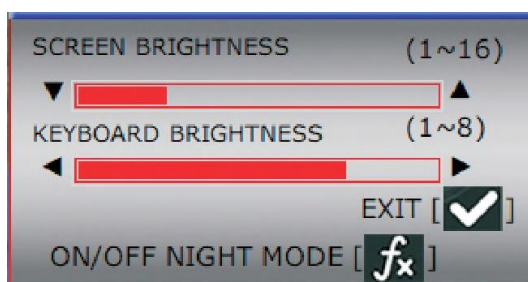 SCREEN BRIGHTNESS (1~16)
▼ ▲
KEYBOARD BRIGHTNESS (1~8)
◀ ▶
EXIT [✔]
ON/OFF NIGHT MODE [fx]